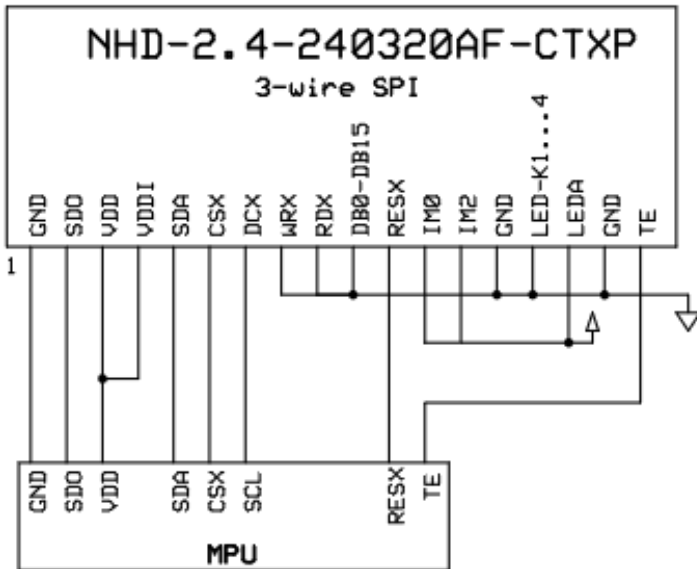 NHD-2.4-240320AF-CTXP
3-wire SPI
GND
SDO
VDD
VDDI
SDA
CSX
DCX
WRX
RDX
DB0-DB15
RESX
IM0
IM2
GND
LED-K1...4
LEDA
GND
TE
1
GND
SDO
VDD
SDA
CSX
SCL
RESX
TE
MPU